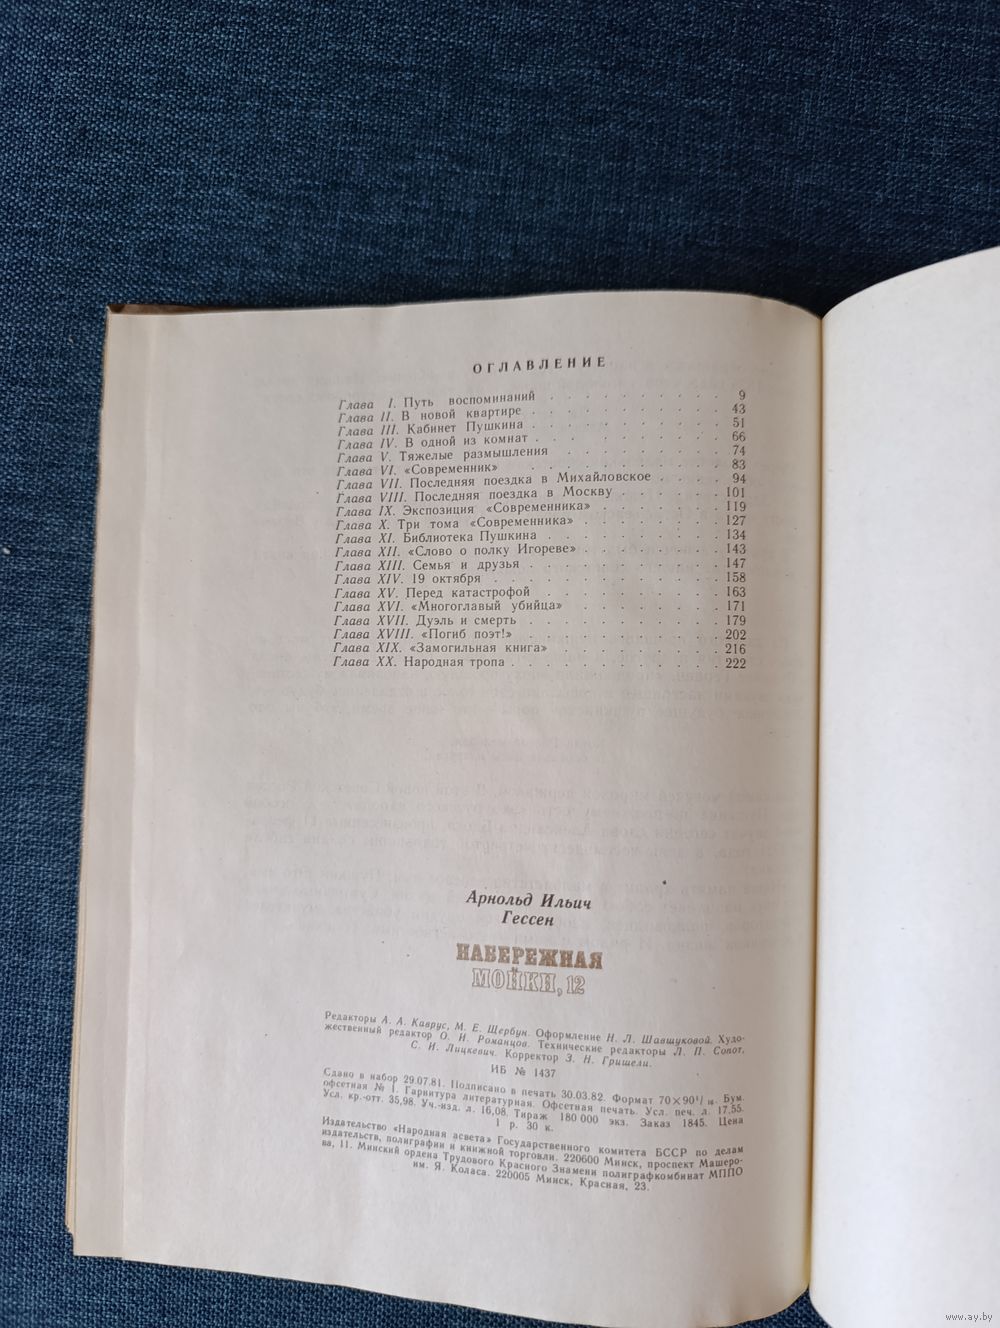 ОГЛАВЛЕНИЕ
Глава I. Путь воспоминаний . . . . . . . . . . 9
Глава II. В новой квартире . . . . . . . . . . 43
Глава III. Кабинет Пушкина . . . . . . . . . . 51
Глава IV. В одной из комнат . . . . . . . . . 66
Глава V. Тяжелые размышления . . . . . . . . 74
Глава VI. «Современник» . . . . . . . . . . 83
Глава VII. Последняя поездка в Михайловское . . . . 94
Глава VIII. Последняя поездка в Москву . . . . . . 101
Глава IX. Экспозиция «Современника» . . . . . . . 119
Глава X. Три тома «Современника» . . . . . . . . 127
Глава XI. Библиотека Пушкина . . . . . . . . . 134
Глава XII. «Слово о полку Игореве» . . . . . . . . 143
Глава XIII. Семья и друзья . . . . . . . . . . 147
Глава XIV. 19 октября . . . . . . . . . . . . 158
Глава XV. Перед катастрофой . . . . . . . . . 163
Глава XVI. «Многоглавый убийца» . . . . . . . . 171
Глава XVII. Дуэль и смерть . . . . . . . . . . 179
Глава XVIII. «Погиб поэт!» . . . . . . . . . . 202
Глава XIX. «Замогильная книга» . . . . . . . . 216
Глава XX. Народная тропа . . . . . . . . . . . 222
Арнольд Ильич
Гессен
НАБЕРЕЖНАЯ
МОЙКИ, 12
Редакторы А. А. Каврус, М. Е. Щербун. Оформление Н. Л. Шавшуковой. Худо-
жественный редактор О. И. Романцов. Технические редакторы Л. П. Сопот,
С. И. Лицкевич. Корректор З. Н. Гришели.
ИБ № 1437
Сдано в набор 29.07.81. Подписано в печать 30.03.82. Формат 70×90¹/₁₆. Бум.
офсетная № 1. Гарнитура литературная. Офсетная печать. Усл. печ. л. 17,55.
Усл. кр.-отт. 35,98. Уч.-изд. л. 16,08. Тираж 180 000 экз. Заказ 1845. Цена
1 р. 30 к.
Издательство «Народная асвета» Государственного комитета БССР по делам
издательств, полиграфии и книжной торговли. 220600 Минск, проспект Машеро-
ва, 11. Минский ордена Трудового Красного Знамени полиграфкомбинат МППО
им. Я. Коласа. 220005 Минск, Красная, 23.
www.ay.by